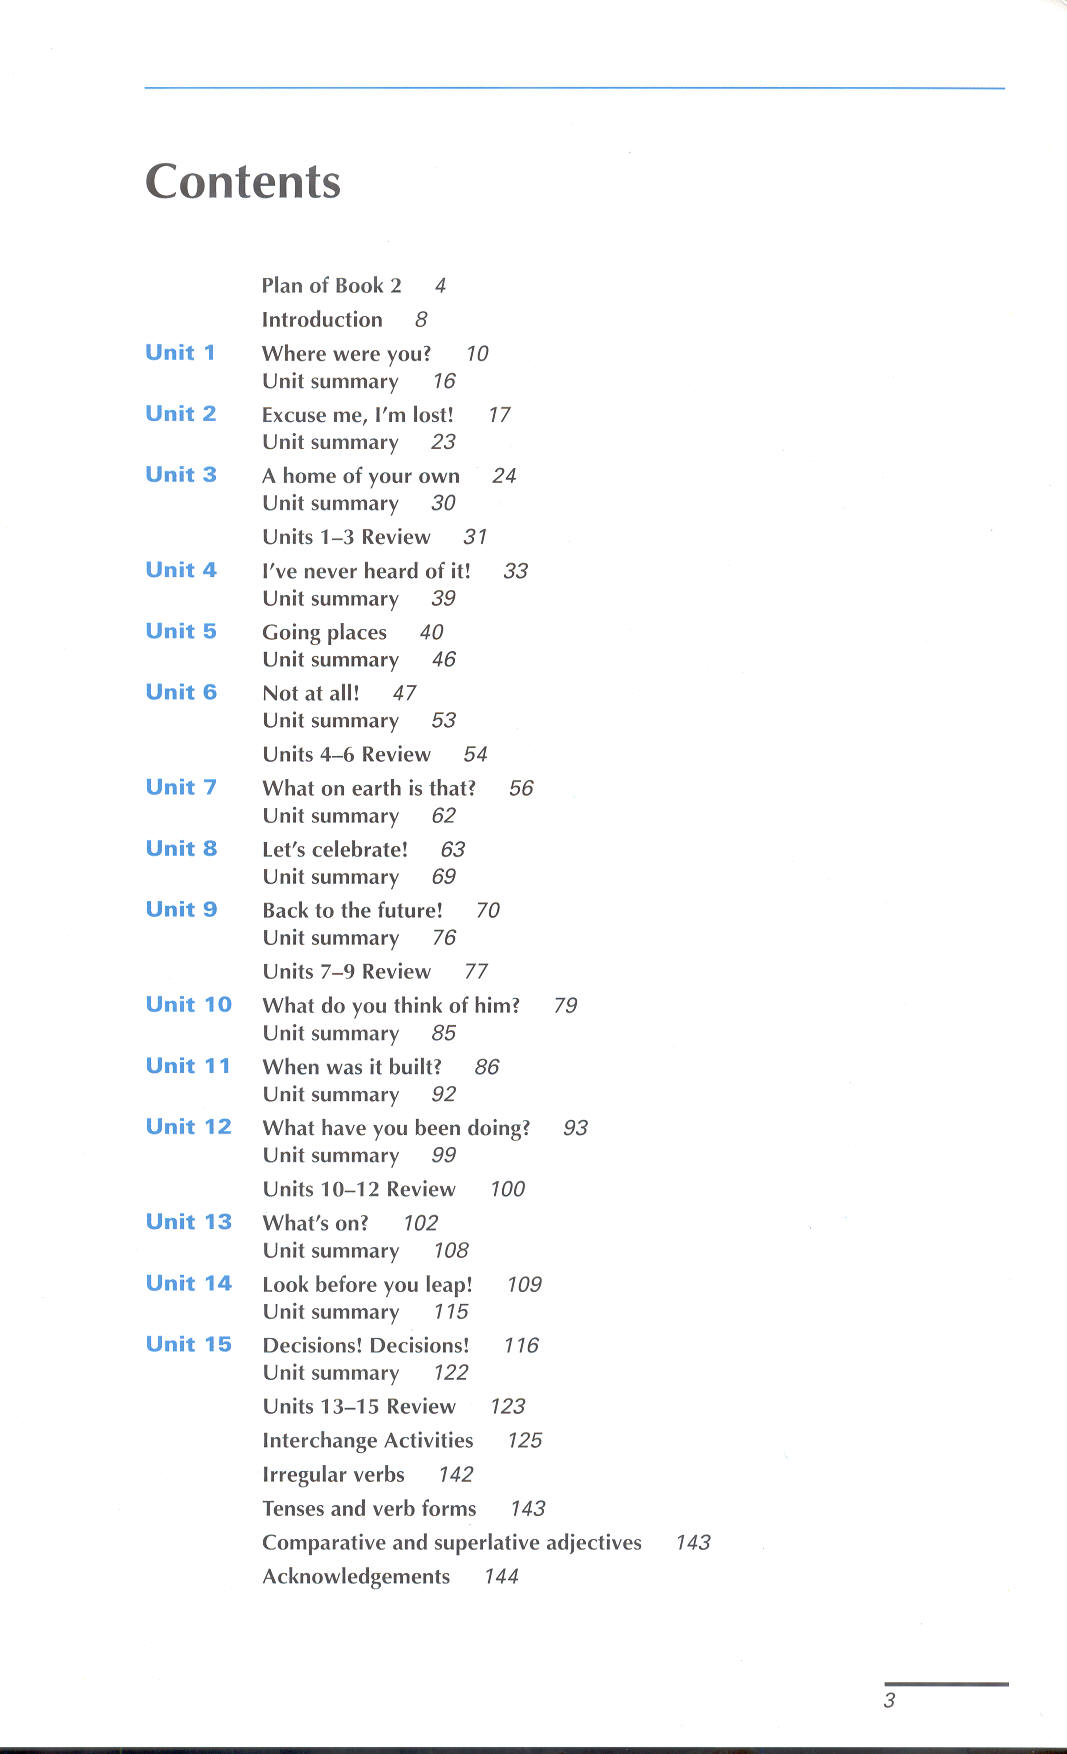 Contents
Plan of Book 2 4
Introduction 8
Unit 1 Where were you? 10
Unit summary 16
Unit 2 Excuse me, I'm lost! 17
Unit summary 23
Unit 3 A home of your own 24
Unit summary 30
Units 1–3 Review 31
Unit 4 I've never heard of it! 33
Unit summary 39
Unit 5 Going places 40
Unit summary 46
Unit 6 Not at all! 47
Unit summary 53
Units 4–6 Review 54
Unit 7 What on earth is that? 56
Unit summary 62
Unit 8 Let's celebrate! 63
Unit summary 69
Unit 9 Back to the future! 70
Unit summary 76
Units 7–9 Review 77
Unit 10 What do you think of him? 79
Unit summary 85
Unit 11 When was it built? 86
Unit summary 92
Unit 12 What have you been doing? 93
Unit summary 99
Units 10–12 Review 100
Unit 13 What's on? 102
Unit summary 108
Unit 14 Look before you leap! 109
Unit summary 115
Unit 15 Decisions! Decisions! 116
Unit summary 122
Units 13–15 Review 123
Interchange Activities 125
Irregular verbs 142
Tenses and verb forms 143
Comparative and superlative adjectives 143
Acknowledgements 144
3